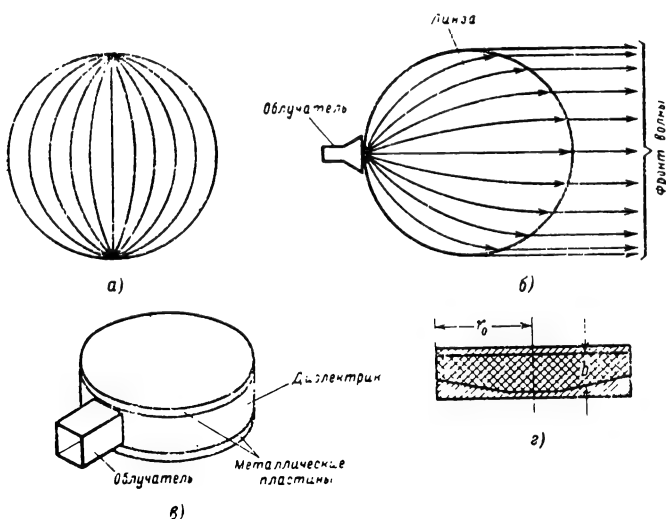 Линза
Облучатель
Фронт волны
а)
б)
Диэлектрик
Металлические
пластины
Облучатель
в)
r₀
b
г)